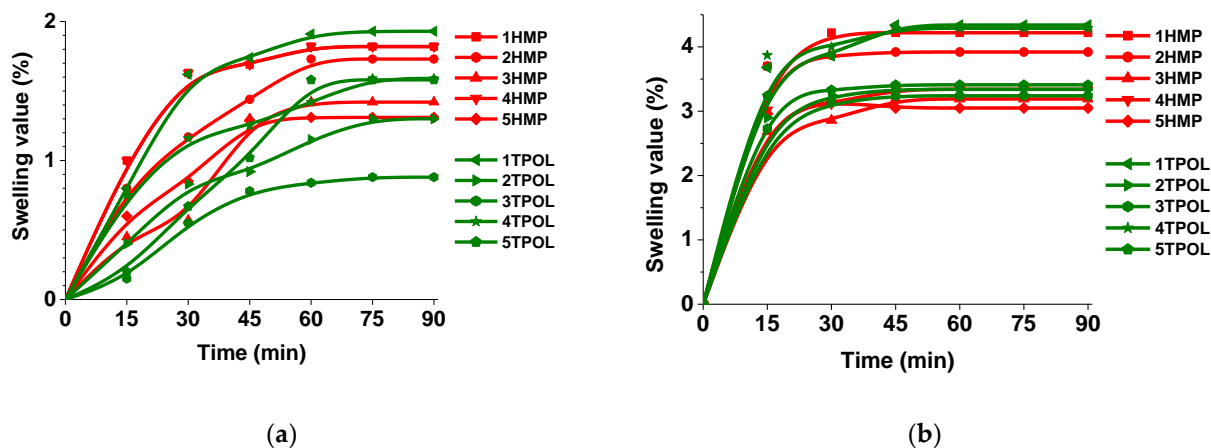 Swelling value (%)
2
1
0
0 15 30 45 60 75 90
Time (min)
1HMP
2HMP
3HMP
4HMP
5HMP
1TPOL
2TPOL
3TPOL
4TPOL
5TPOL
(a)
Swelling value (%)
4
3
2
1
0
0 15 30 45 60 75 90
Time (min)
1HMP
2HMP
3HMP
4HMP
5HMP
1TPOL
2TPOL
3TPOL
4TPOL
5TPOL
(b)